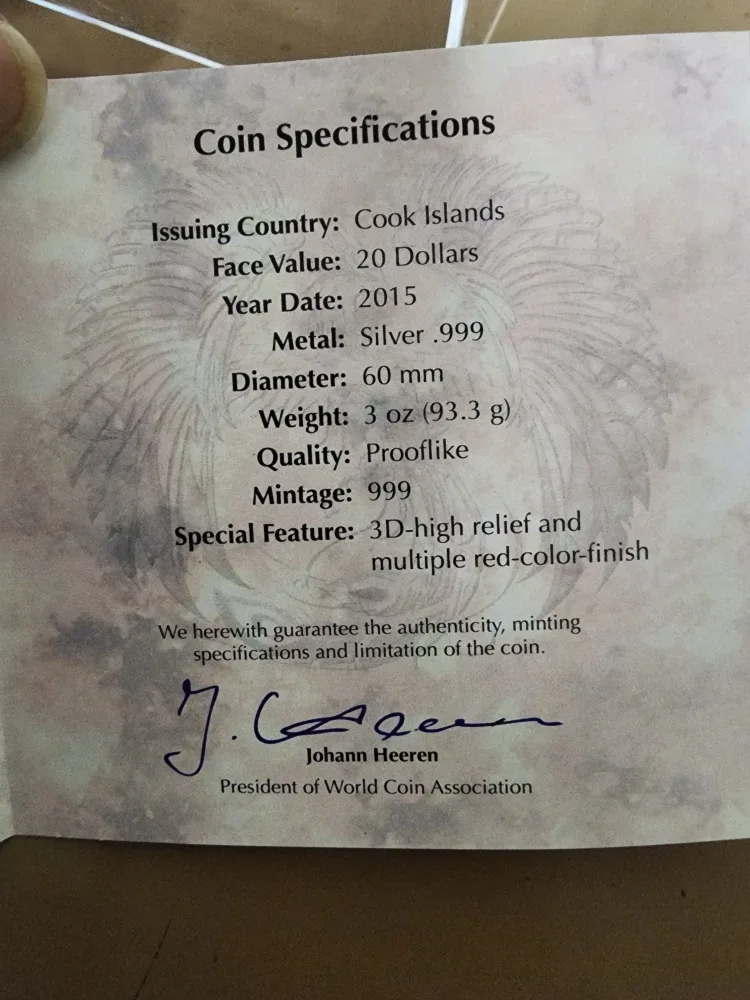 Coin Specifications
Issuing Country: Cook Islands
Face Value: 20 Dollars
Year Date: 2015
Metal: Silver .999
Diameter: 60 mm
Weight: 3 oz (93.3 g)
Quality: Prooflike
Mintage: 999
Special Feature: 3D-high relief and
multiple red-color-finish
We herewith guarantee the authenticity, minting
specifications and limitation of the coin.
J. Heeren
Johann Heeren
President of World Coin Association